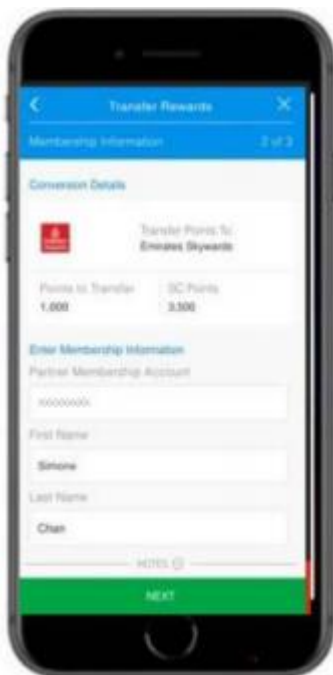 Transfer Rewards
Membership Information 2 of 3
Conversion Details
Transfer Points To
Emirates Skywards
Points to Transfer SC Points
1,000 3,500
Enter Membership Information
Partner Membership Account
First Name
Simone
Last Name
Chan
NOTES
NEXT